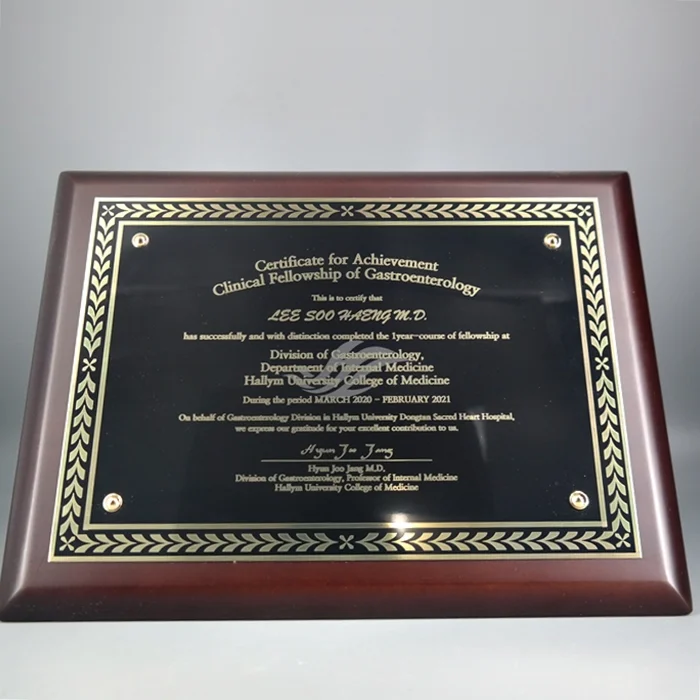 Certificate for Achievement
Clinical Fellowship of Gastroenterology
This is to certify that
LEE SOO HAENG M.D.
has successfully and with distinction completed the 1year-course of fellowship at
Division of Gastroenterology,
Department of Internal Medicine
Hallym University College of Medicine
During the period MARCH 2020 - FEBRUARY 2021
On behalf of Gastroenterology Division in Hallym University Dongtan Sacred Heart Hospital,
we express our gratitude for your excellent contribution to us.
Hyun Joo Jang
Hyun Joo Jang M.D.
Division of Gastroenterology, Professor of Internal Medicine
Hallym University College of Medicine